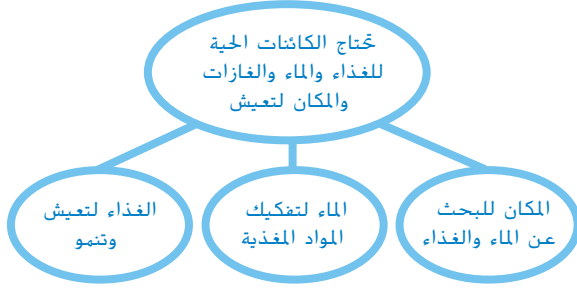 تحتاج الكائنات الحية
للغذاء والماء والغازات
والمكان لتعيش
المكان للبحث
عن الماء والغذاء
الماء لتفكيك
المواد المغذية
الغذاء لتعيش
وتنمو